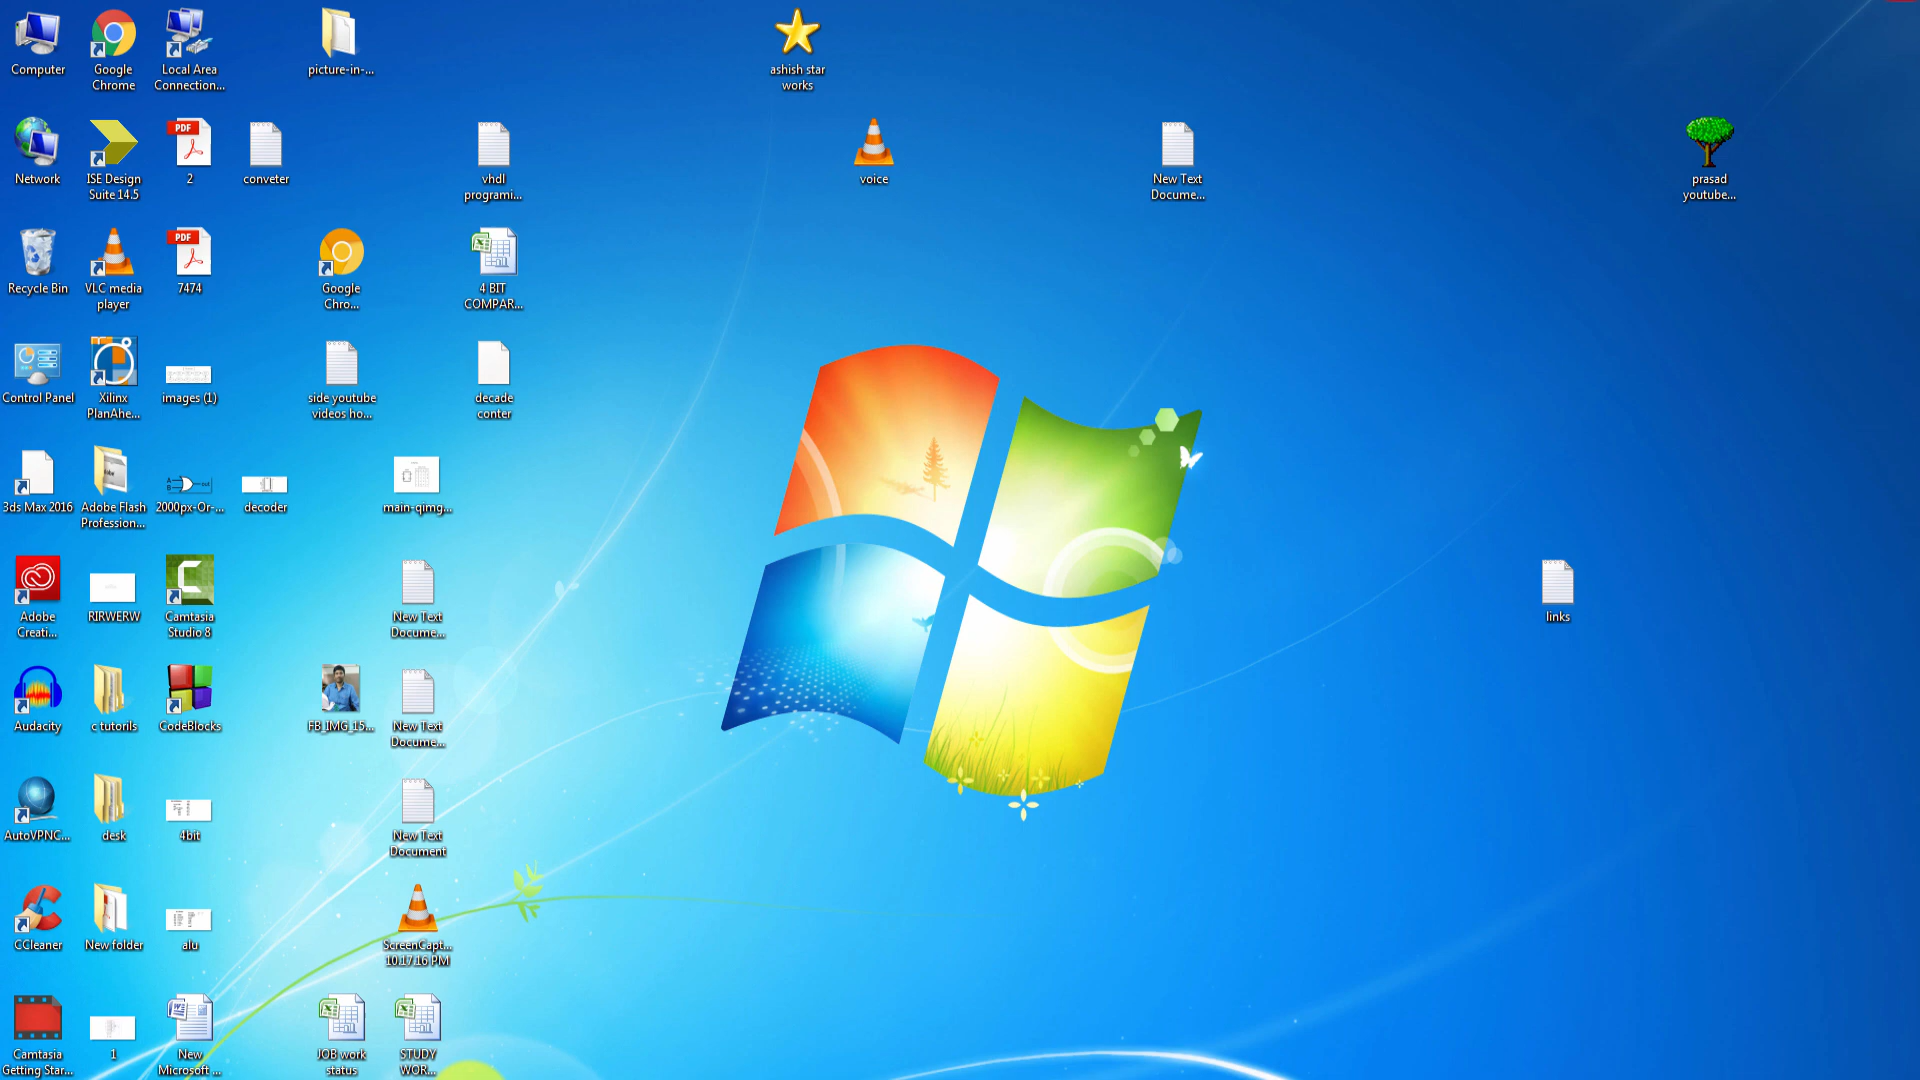 Computer
Google
Chrome
Local Area
Connection...
picture-in-...
ashish star
works
Network
ISE Design
Suite 14.5
PDF
2
conveter
vhdl
programi...
voice
New Text
Docume...
prasad
youtube...
Recycle Bin
VLC media
player
PDF
7474
Google
Chro...
4 BIT
COMPAR...
Control Panel
Xilinx
PlanAhe...
images (1)
side youtube
videos ho...
decade
conter
3ds Max 2016
Adobe Flash
Profession...
2000px-Or-...
decoder
main-qimg...
Adobe
Creati...
RIRWERW
Camtasia
Studio 8
New Text
Docume...
links
Audacity
c tutorils
CodeBlocks
FB_IMG_15...
New Text
Docume...
AutoVPNC...
desk
4bit
New Text
Document
CCleaner
New folder
alu
ScreenCapt...
10.17.16 PM
Camtasia
Getting Star...
1
New
Microsoft ...
JOB work
status
STUDY
WOR...